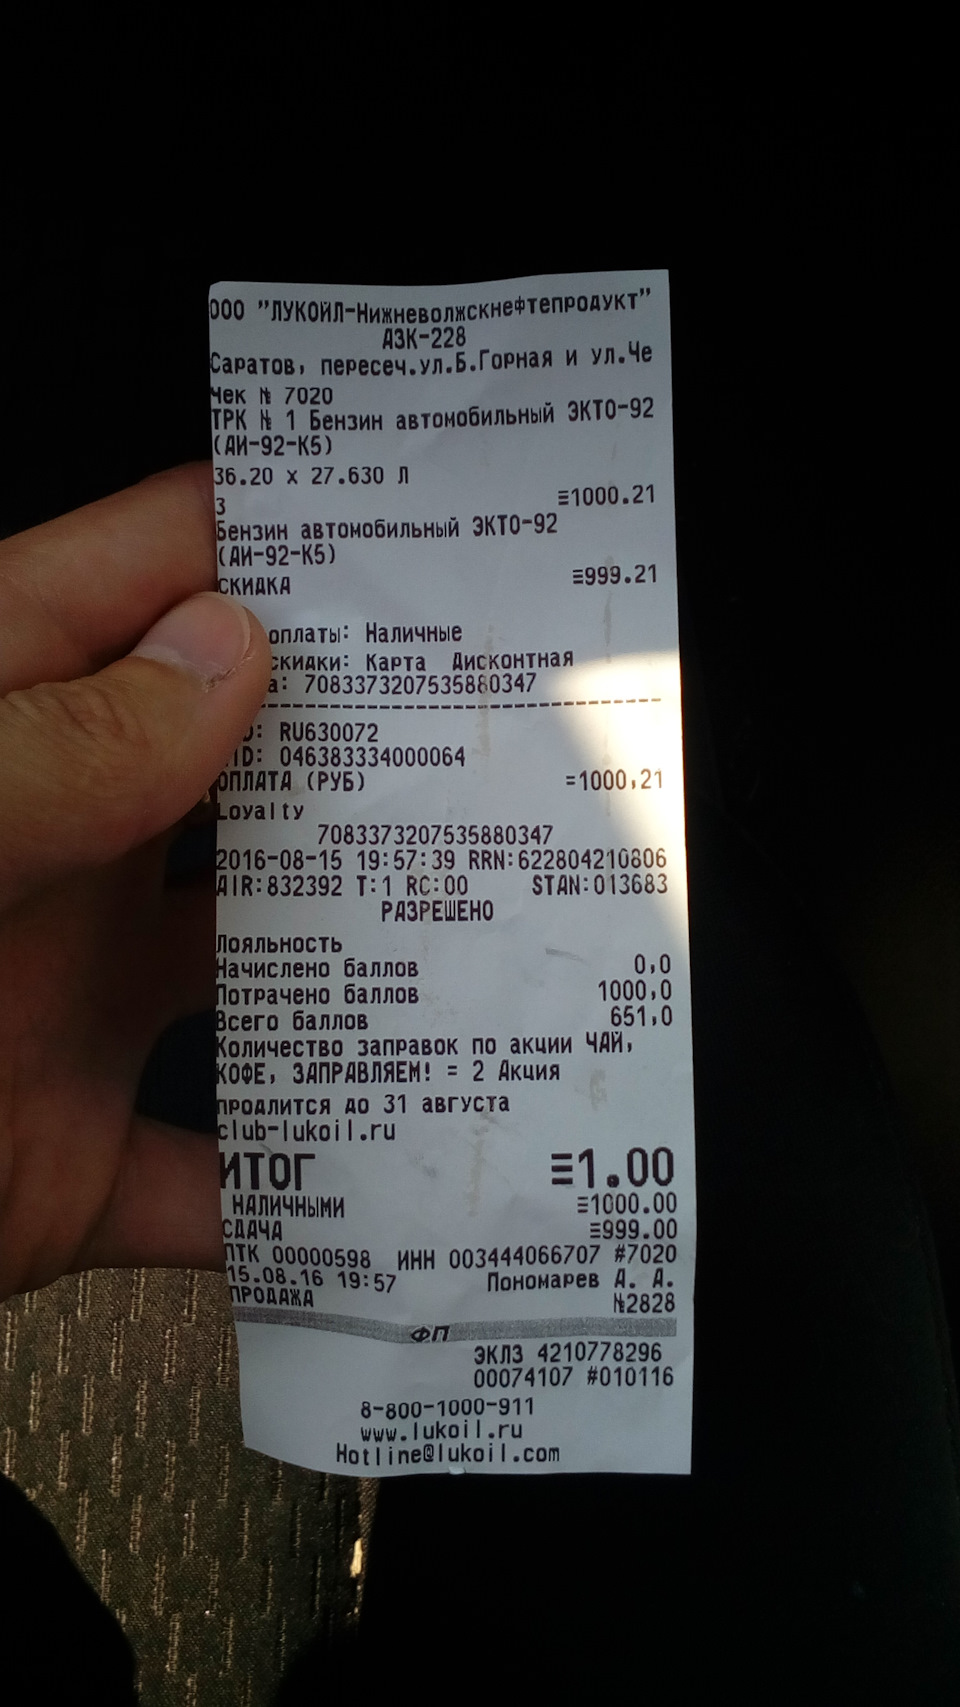 ООО "ЛУКОЙЛ-Нижневолжскнефтепродукт"
АЗК-228
Саратов, пересеч.ул.Б.Горная и ул.Че
Чек № 7020
ТРК № 1 Бензин автомобильный ЭКТО-92
(АИ-92-К5)
36.20 х 27.630 Л
3 ≡1000.21
Бензин автомобильный ЭКТО-92
(АИ-92-К5)
СКИДКА ≡999.21
оплаты: Наличные
скидки: Карта Дисконтная
а: 7083373207535880347
D: RU630072
ID: 046383334000064
ОПЛАТА (РУБ) =1000,21
Loyalty
7083373207535880347
2016-08-15 19:57:39 RRN:622804210806
AIR:832392 T:1 RC:00 STAN:013683
РАЗРЕШЕНО
Лояльность
Начислено баллов 0,0
Потрачено баллов 1000,0
Всего баллов 651,0
Количество заправок по акции ЧАЙ,
КОФЕ, ЗАПРАВЛЯЕМ! = 2 Акция
продлится до 31 августа
club-lukoil.ru
ИТОГ ≡1.00
НАЛИЧНЫМИ ≡1000.00
СДАЧА ≡999.00
ПТК 00000598 ИНН 003444066707 #7020
15.08.16 19:57 Пономарев А. А.
ПРОДАЖА №2828
ФП
ЭКЛЗ 4210778296
00074107 #010116
8-800-1000-911
www.lukoil.ru
Hotline@lukoil.com